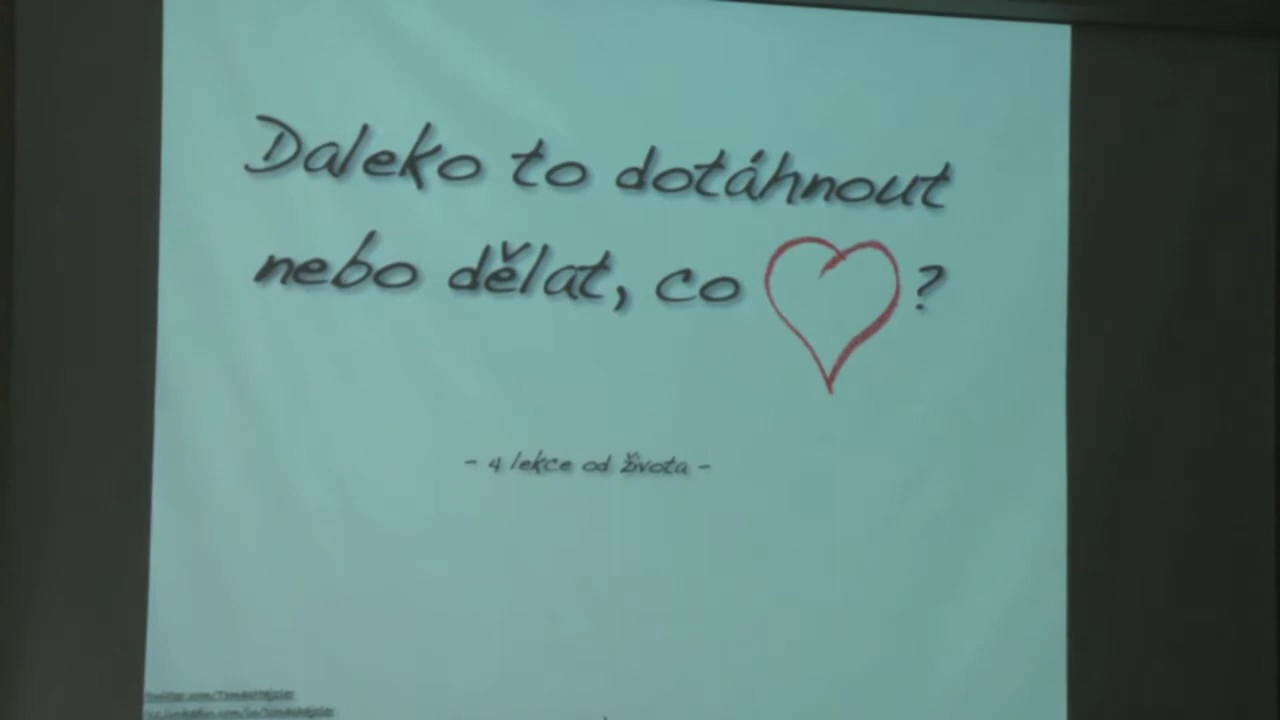 Daleko to dotáhnout
nebo dělat, co ?
- 4 lekce od života -